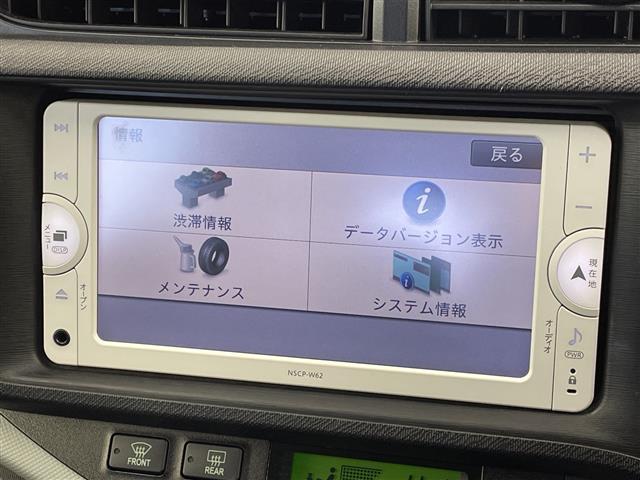 情報
戻る
渋滞情報
データバージョン表示
メンテナンス
システム情報
メニュー
DISP
オープン
現在地
オーディオ
PWR
NSCP-W62
FRONT
REAR